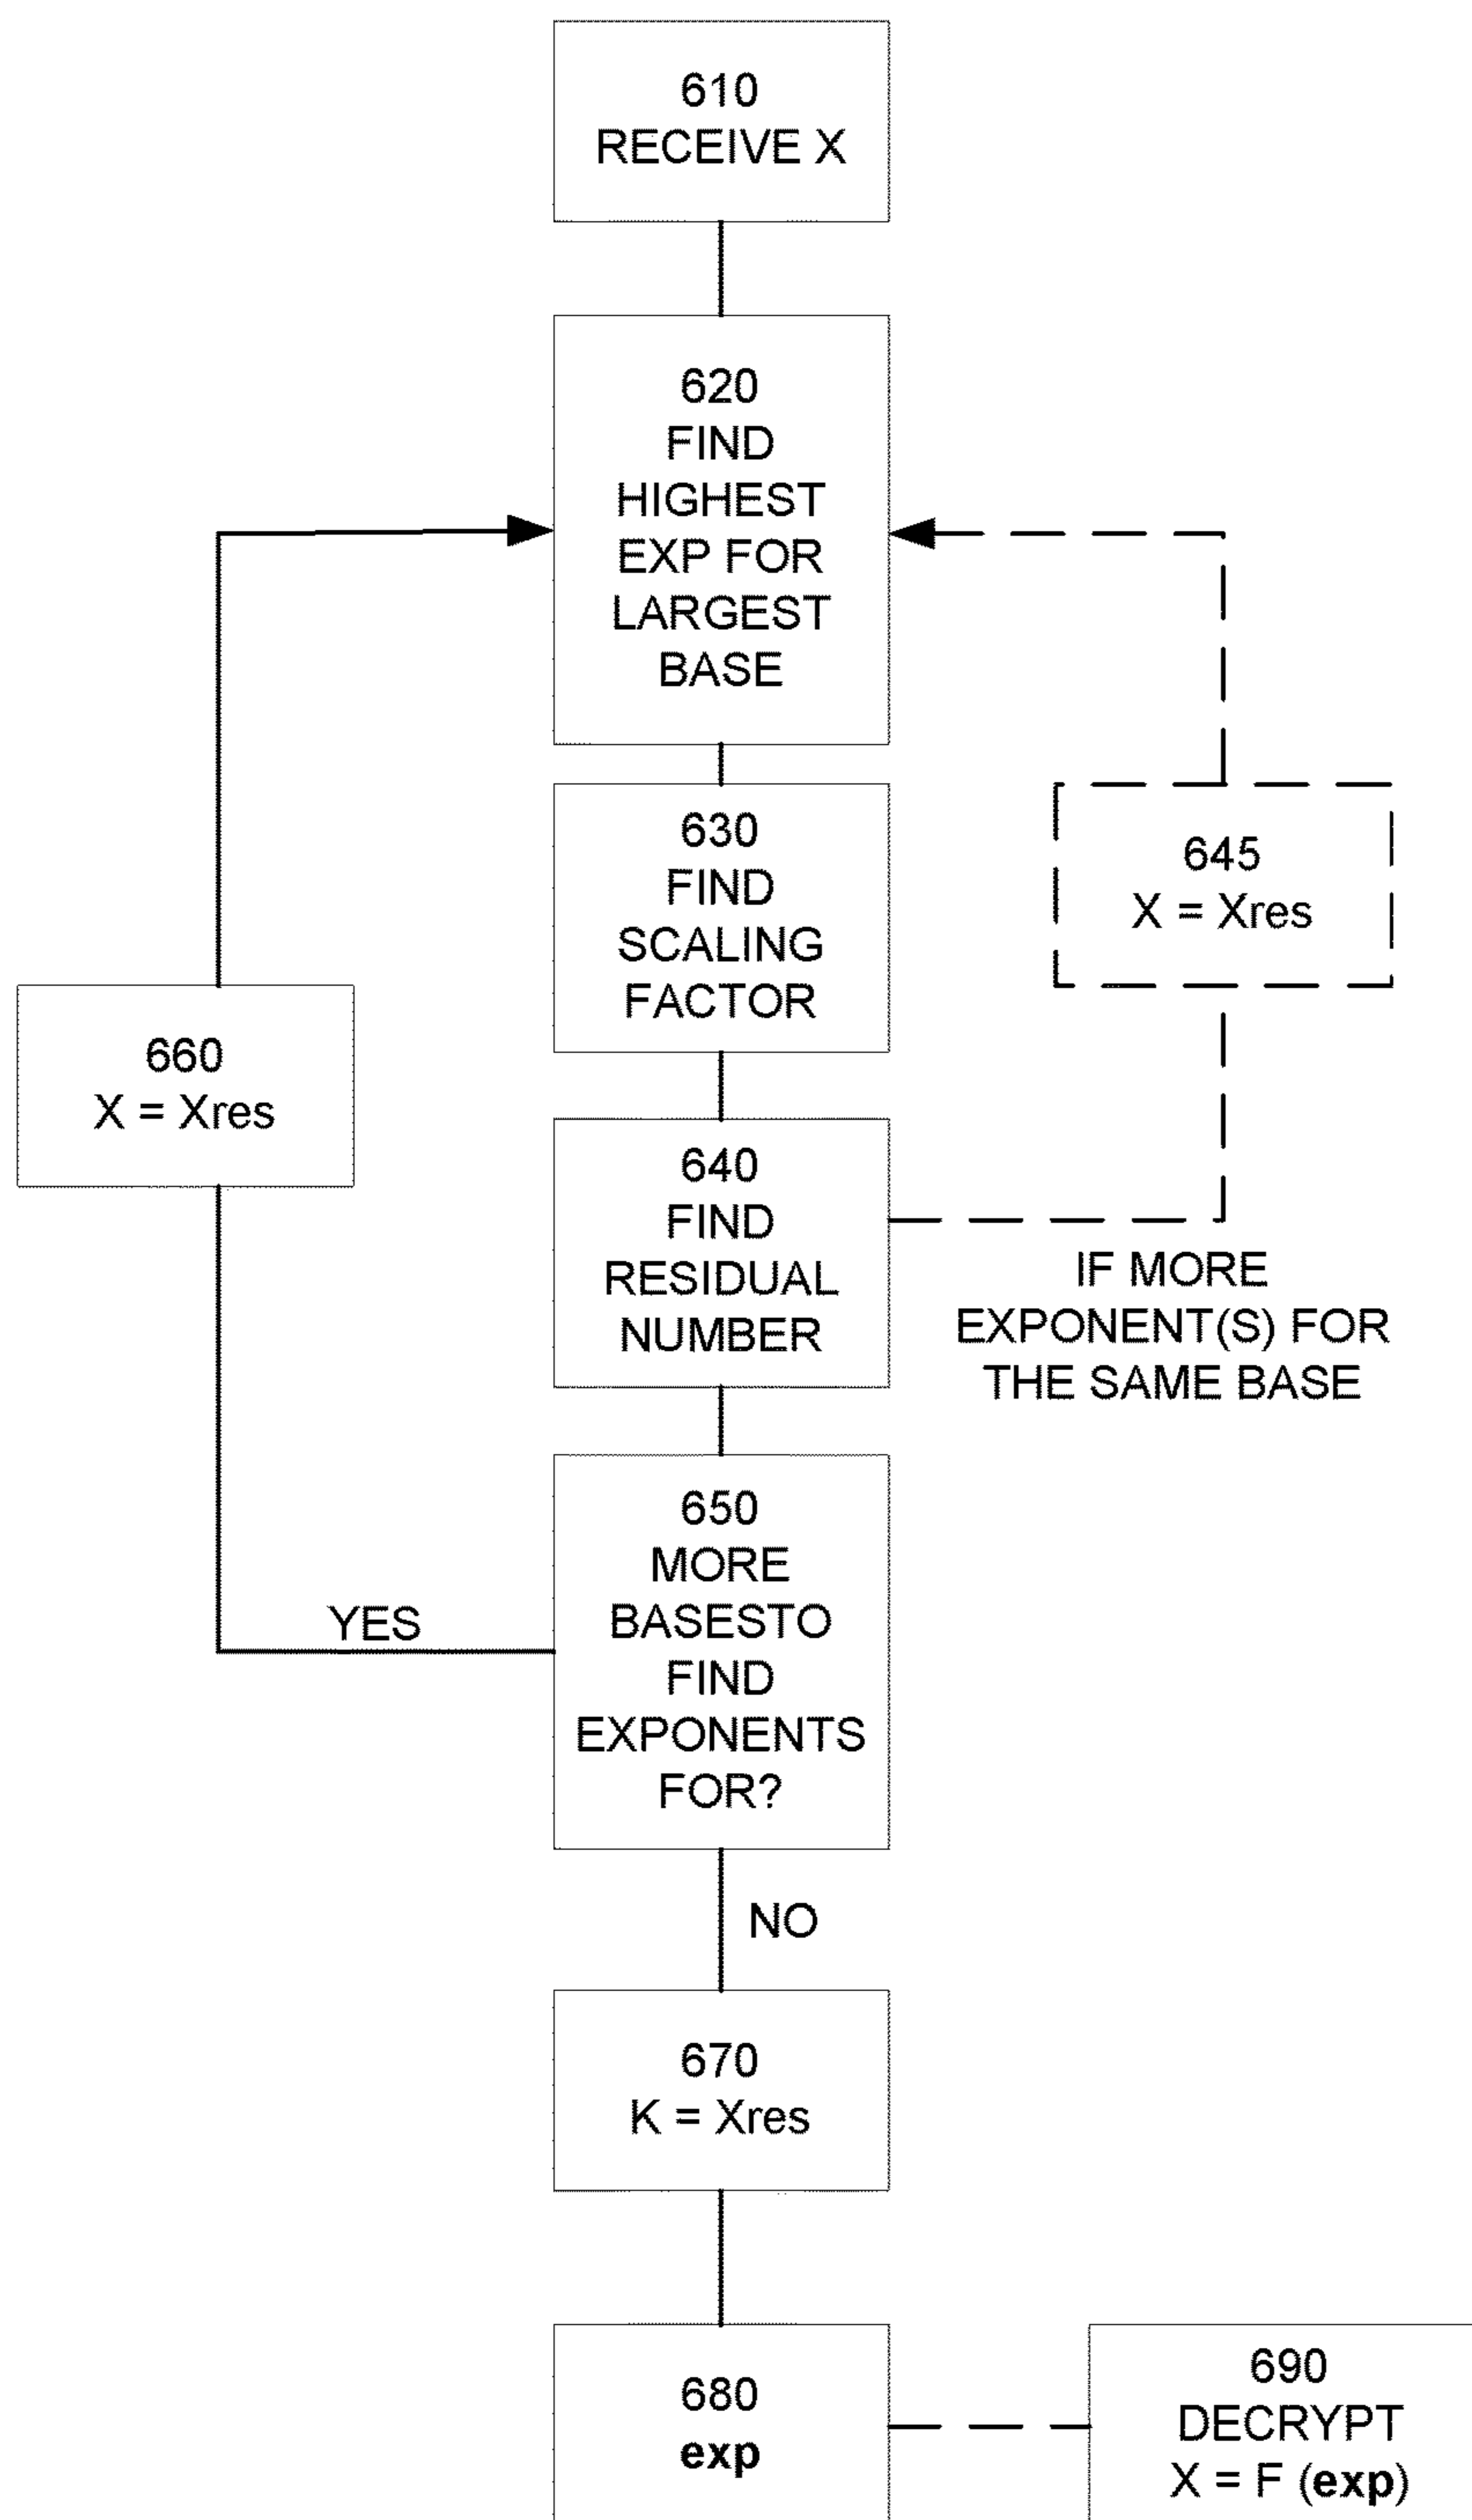 610
RECEIVE X
620
FIND
HIGHEST
EXP FOR
LARGEST
BASE
630
FIND
SCALING
FACTOR
645
X = Xres
660
X = Xres
640
FIND
RESIDUAL
NUMBER
IF MORE
EXPONENT(S) FOR
THE SAME BASE
650
MORE
BASESTO
FIND
EXPONENTS
FOR?
YES
NO
670
K = Xres
680
exp
690
DECRYPT
X = F (exp)